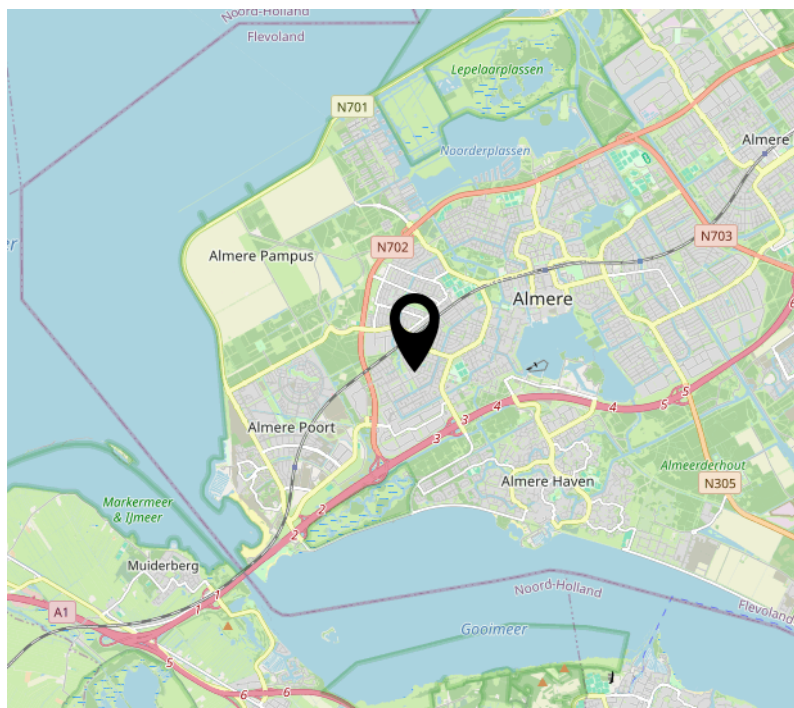 Noord-Holland
Flevoland
Lepelaarplassen
N701
Noorderplassen
Almere
N703
N702
Almere Pampus
Almere
6
5
5
4
4
3
3
Almere Poort
Almere Haven
Almeerderhout
N305
Markermeer
& IJmeer
2
2
Muiderberg
1
1
A1
Noord-Holland
Flevoland
Gooimeer
5
6
6